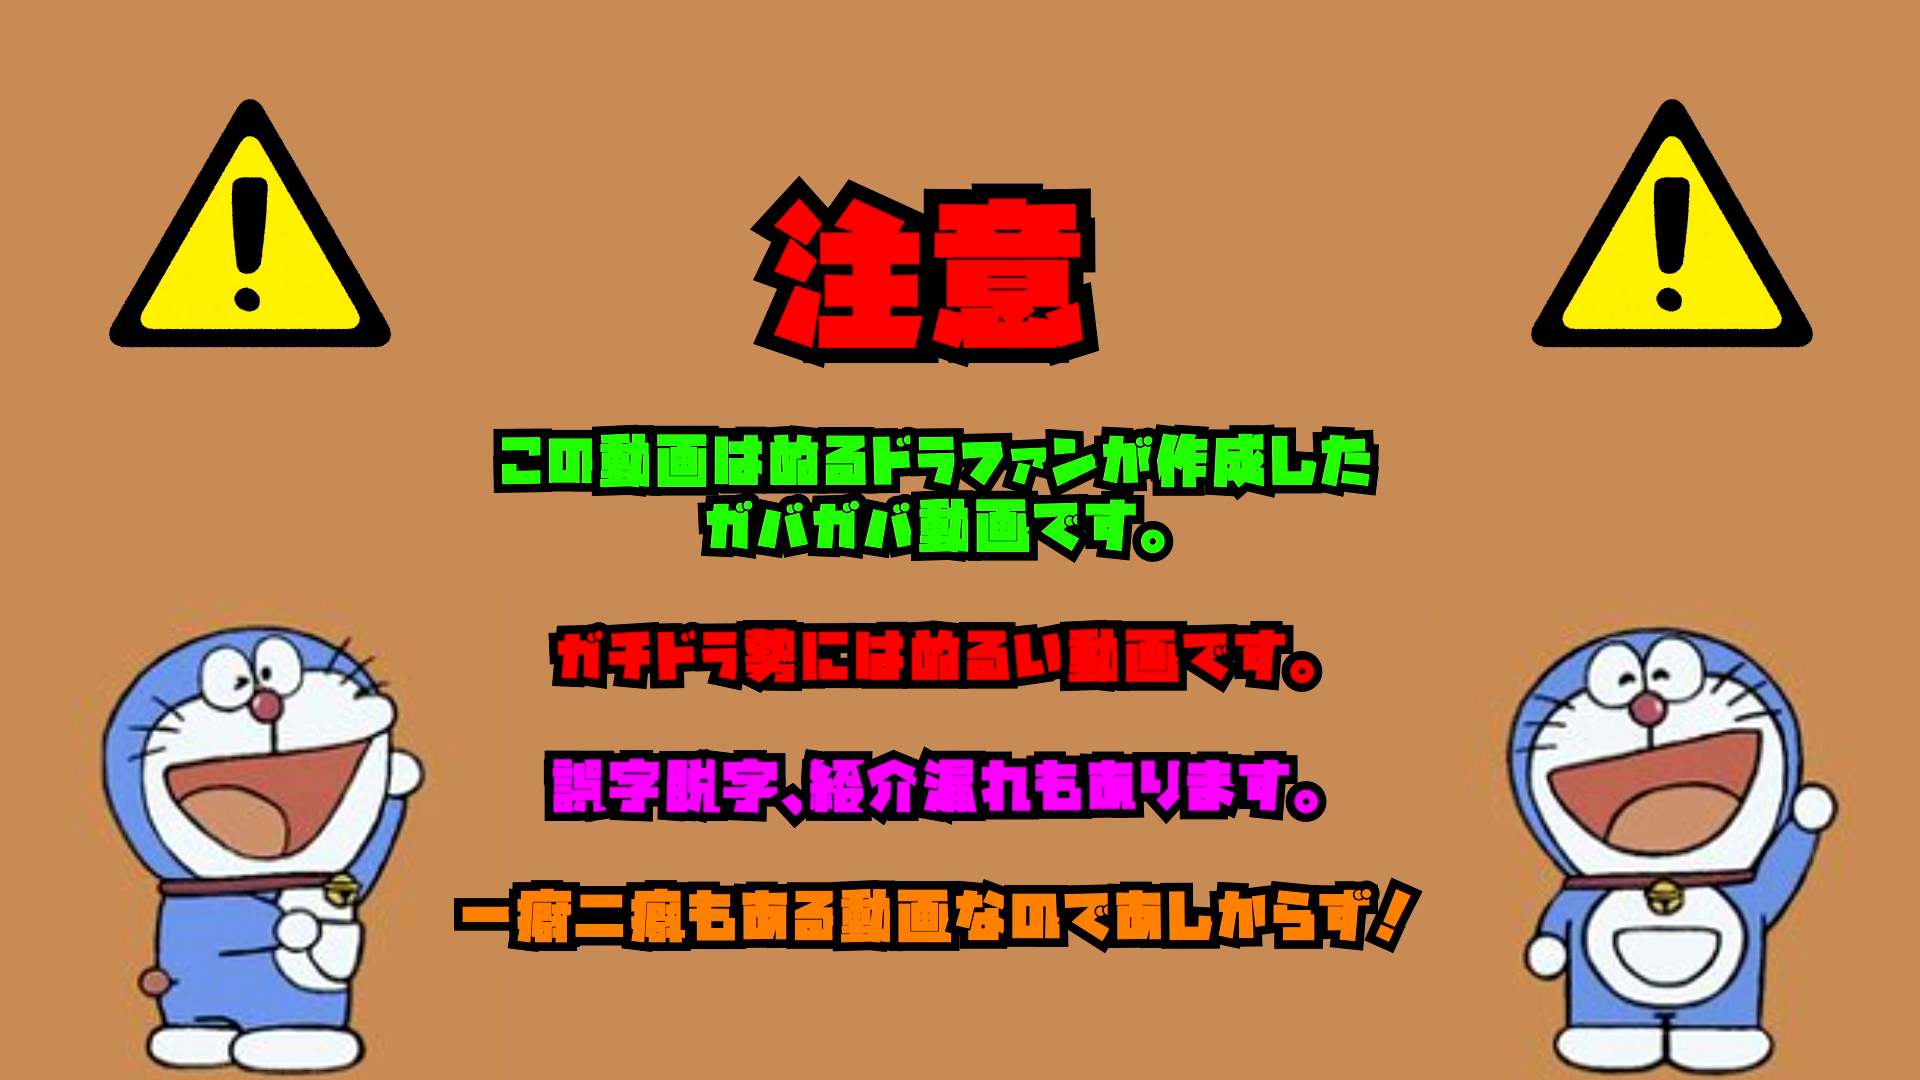 注意
この動画はぬるドラファンが作成した
ガバガバ動画です。
ガチドラ勢にはぬるい動画です。
誤字脱字、紹介漏れもあります。
一癖二癖もある動画なのであしからず!